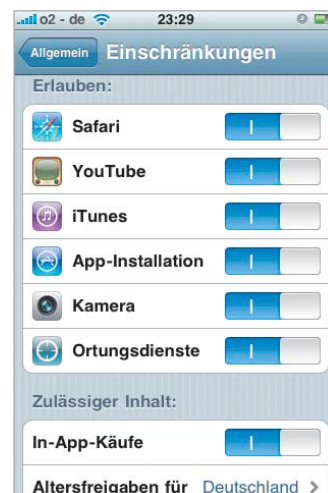 o2 - de 23:29
Allgemein Einschränkungen
Erlauben:
Safari
YouTube
iTunes
App-Installation
Kamera
Ortungsdienste
Zulässiger Inhalt:
In-App-Käufe
Altersfreigaben für Deutschland